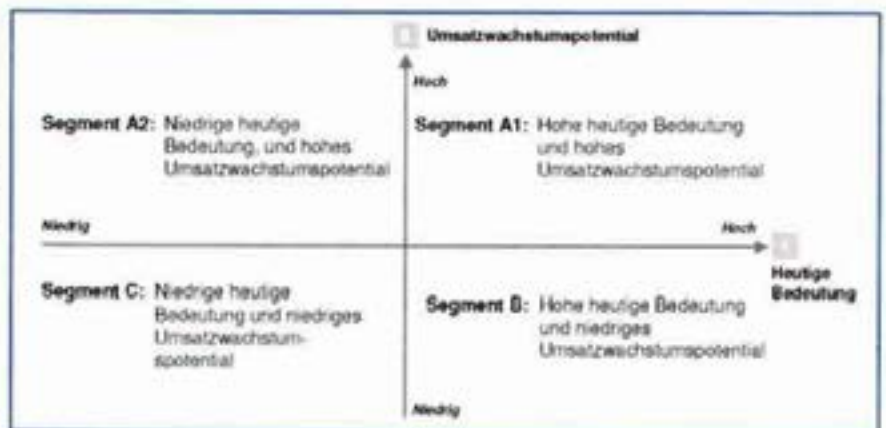 Umsatzwachstumspotential
Hoch
Segment A2: Niedrige heutige
Bedeutung, und hohes
Umsatzwachstumspotential
Segment A1: Hohe heutige Bedeutung
und hohes
Umsatzwachstumspotential
Niedrig
Hoch
Heutige
Bedeutung
Segment C: Niedrige heutige
Bedeutung und niedriges
Umsatzwachstum-
spotential
Segment B: Hohe heutige Bedeutung
und niedriges
Umsatzwachstumspotential
Niedrig